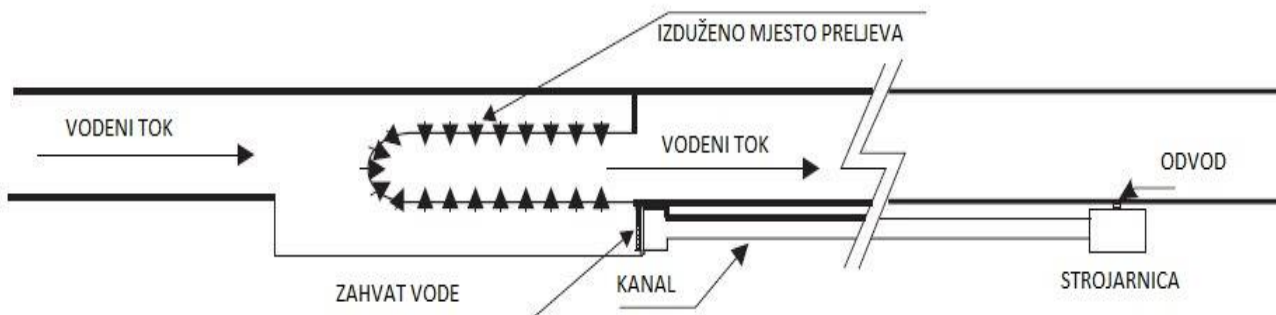 IZDUŽENO MJESTO PRELJEVA
VODENI TOK
VODENI TOK
ODVOD
ZAHVAT VODE
KANAL
STROJARNICA